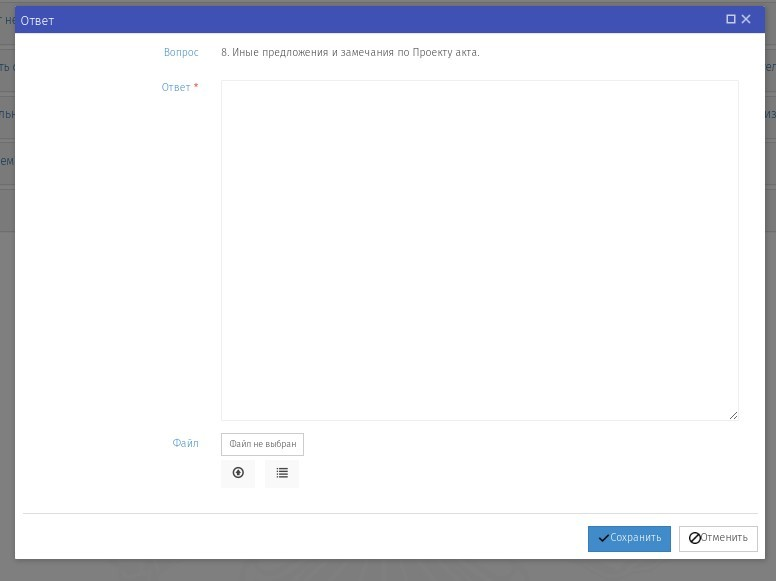 Ответ
Вопрос
8. Иные предложения и замечания по Проекту акта.
Ответ *
Файл
Файл не выбран
Сохранить
Отменить